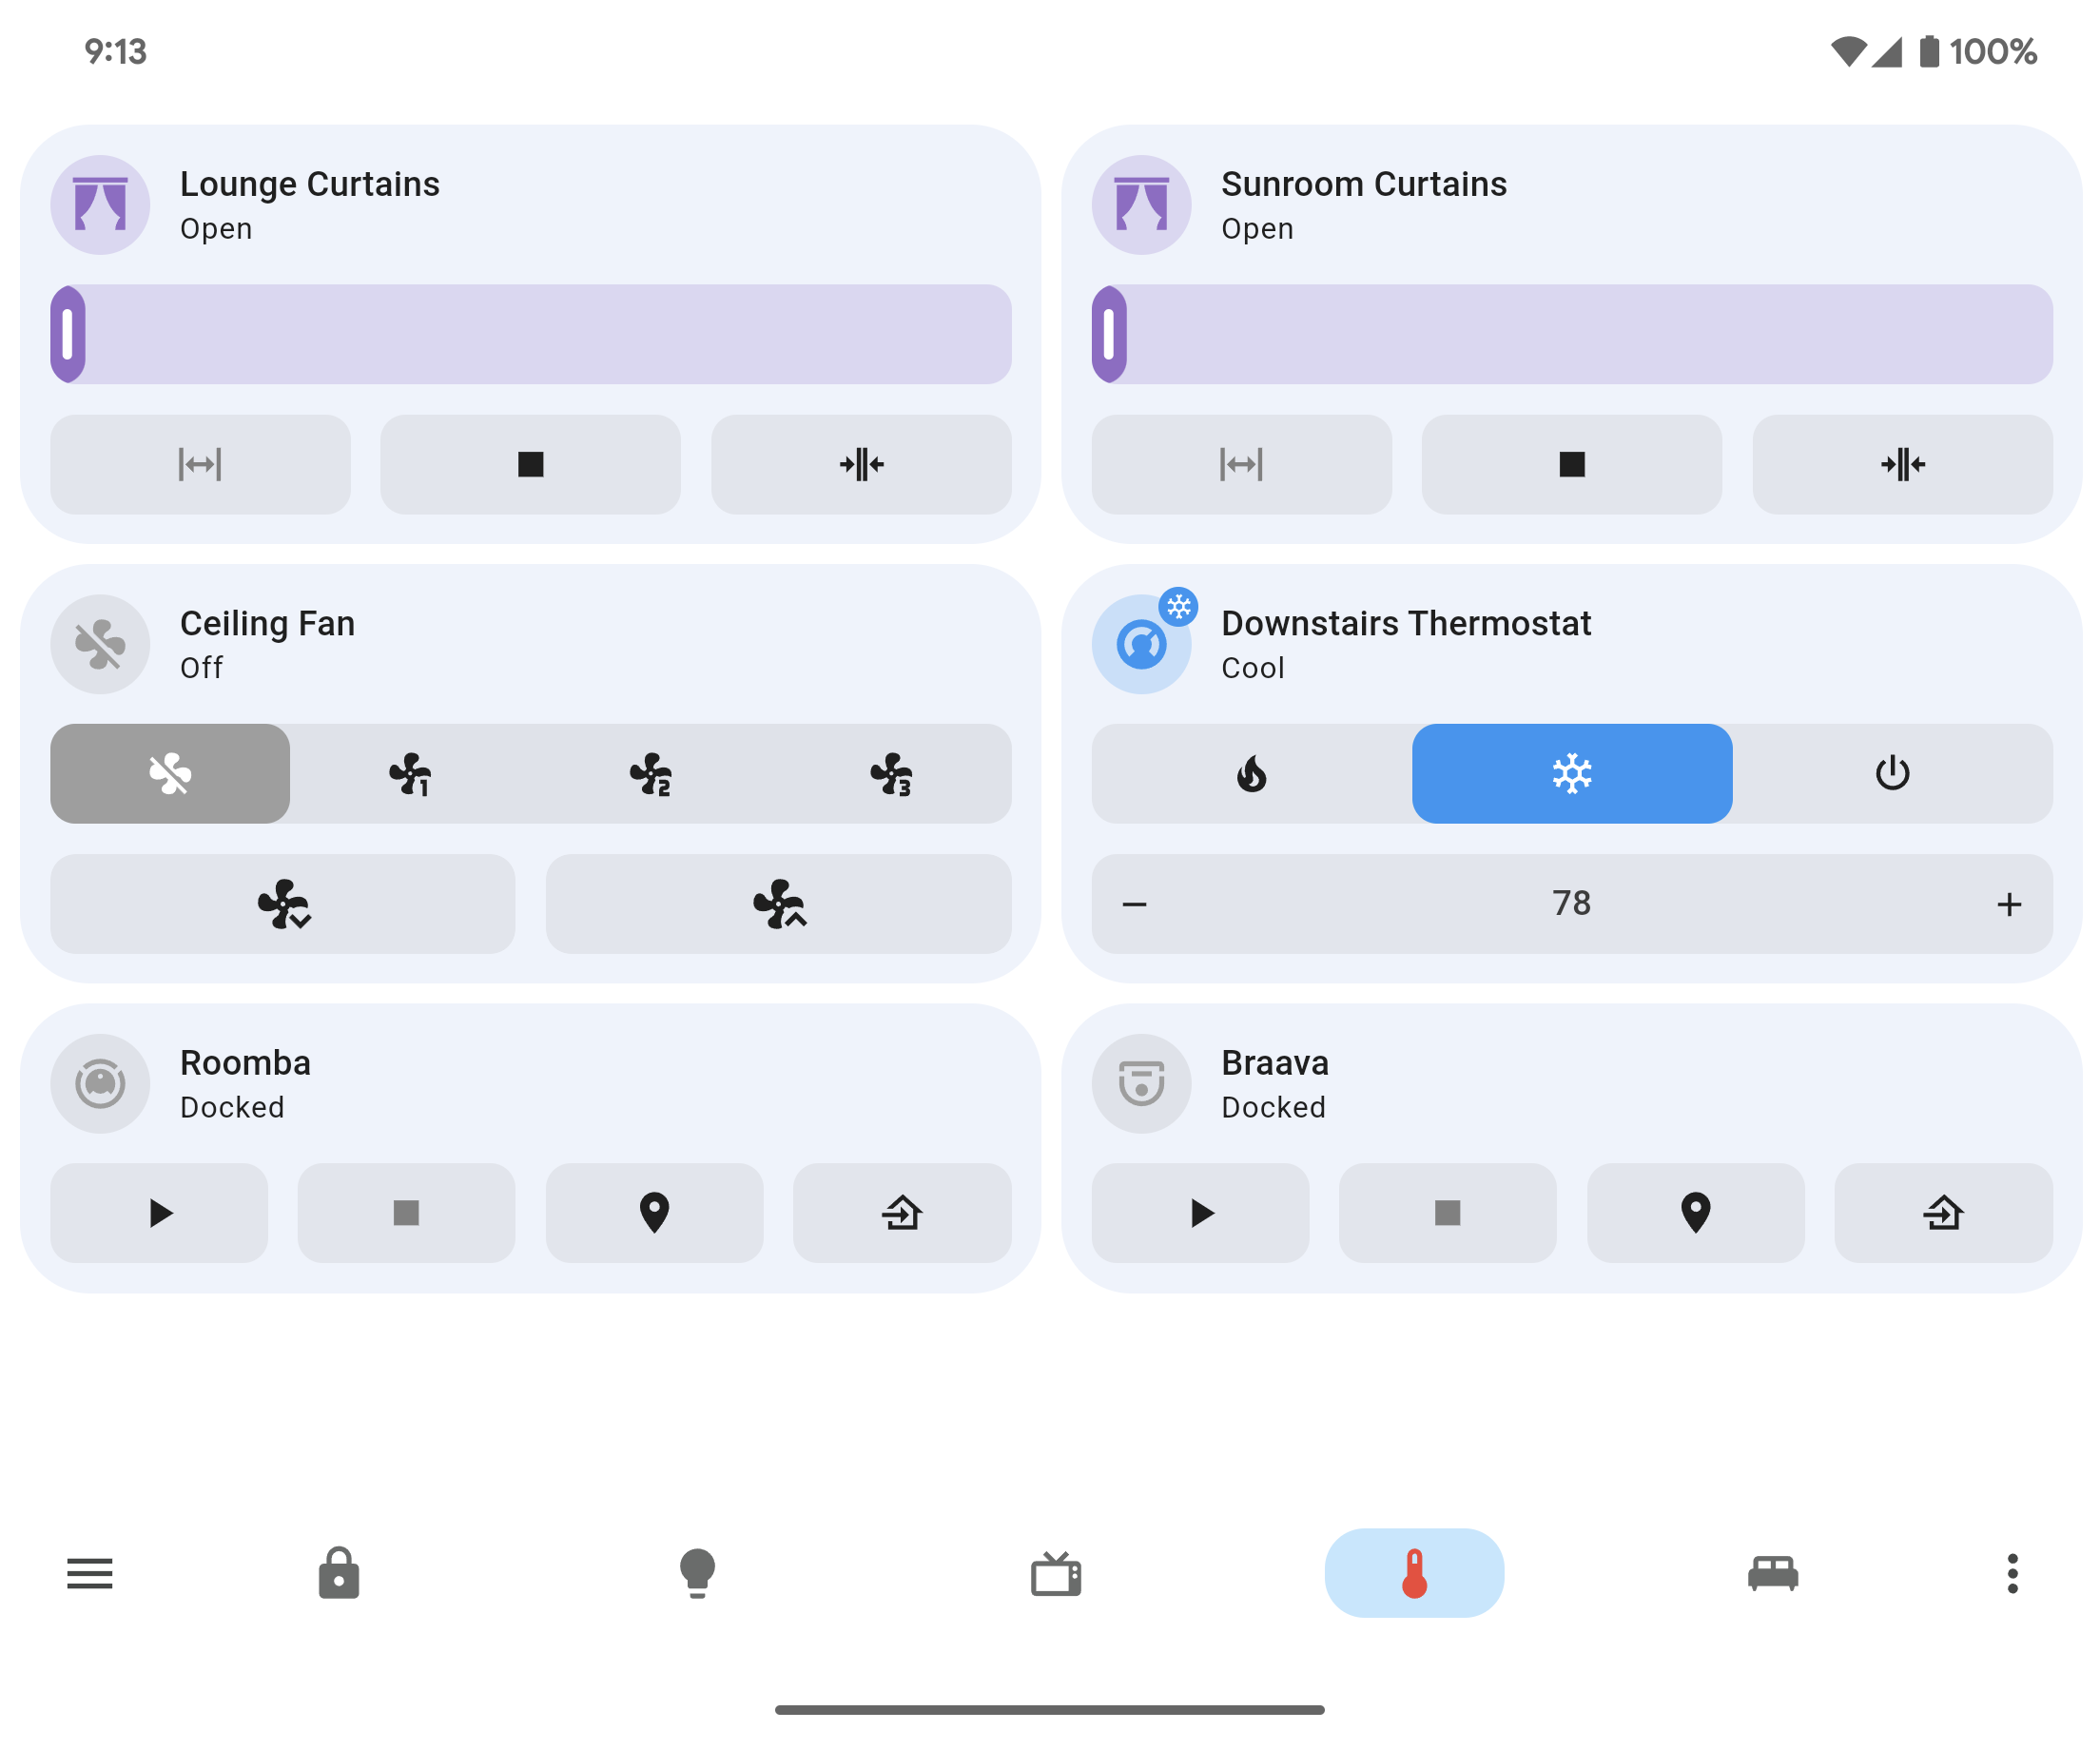 9:13
100%
Lounge Curtains
Open
Sunroom Curtains
Open
Ceiling Fan
Off
1
2
3
Downstairs Thermostat
Cool
78
Roomba
Docked
Braava
Docked